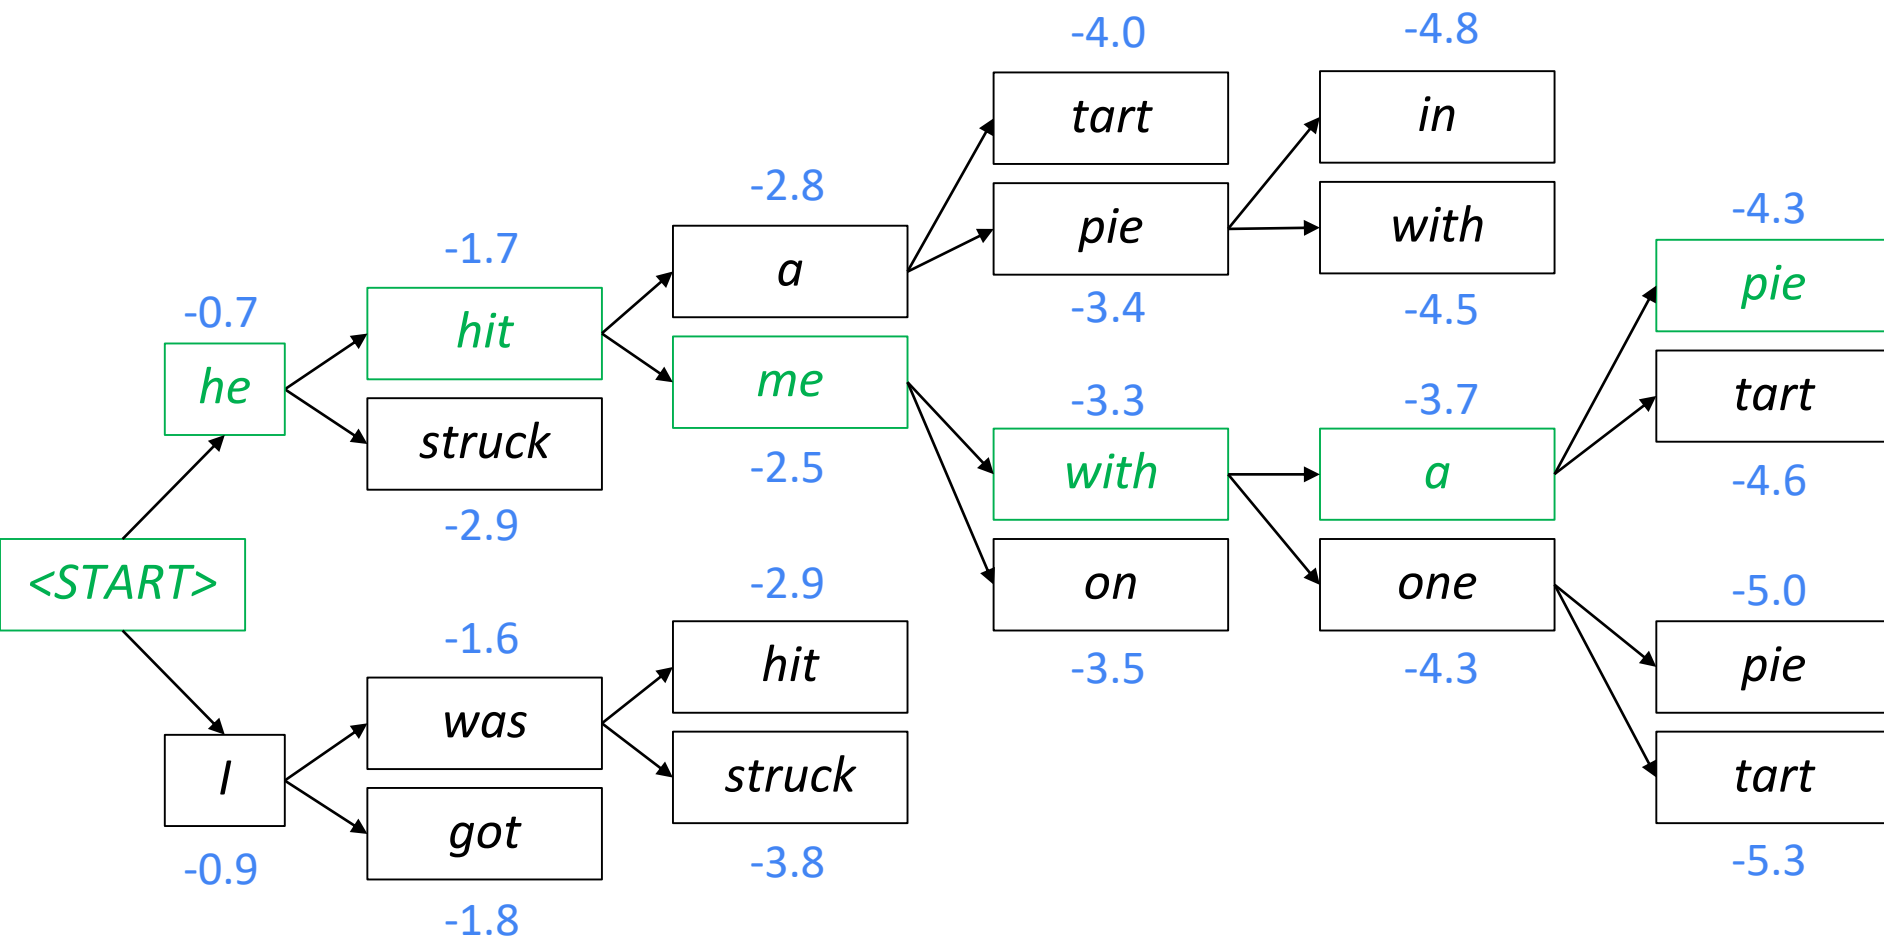 <START>
-0.7
he
I
-0.9
-1.7
hit
struck
-2.9
-1.6
was
got
-1.8
-2.8
a
me
-2.5
-2.9
hit
struck
-3.8
-4.0
tart
pie
-3.4
-3.3
with
on
-3.5
-4.8
in
with
-4.5
-3.7
a
one
-4.3
-4.3
pie
tart
-4.6
-5.0
pie
tart
-5.3